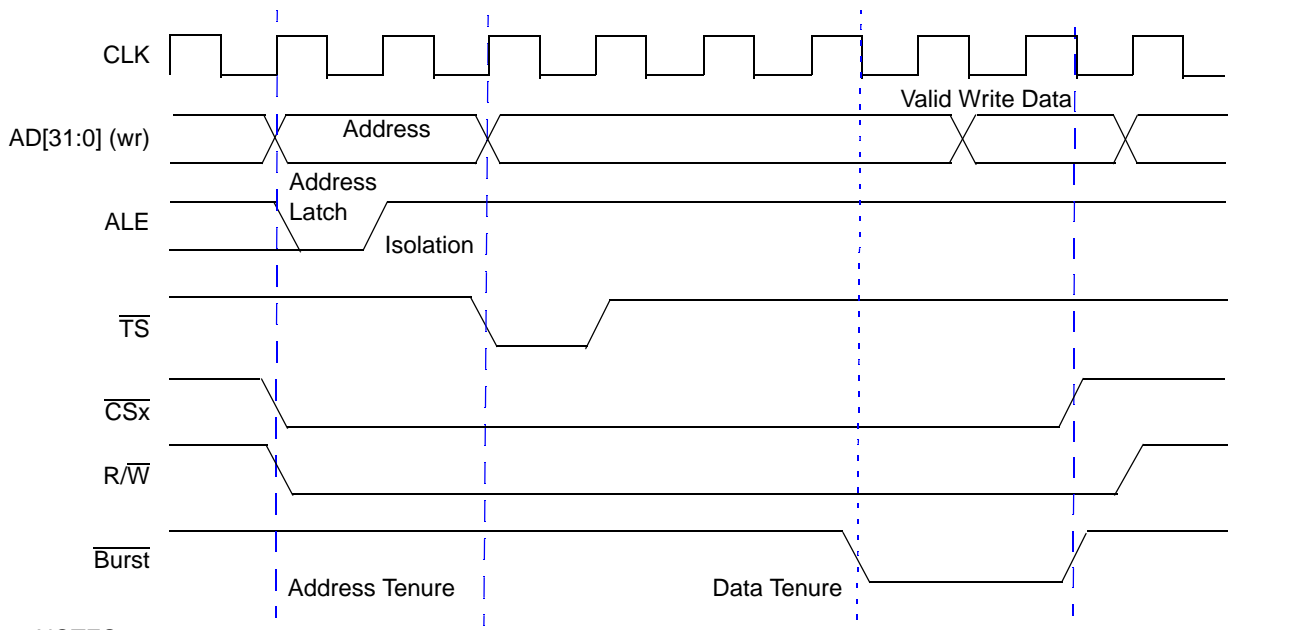 CLK
Valid Write Data
AD[31:0] (wr)
Address
Address
Latch
ALE
Isolation
TS
CSx
R/W
Burst
Address Tenure
Data Tenure